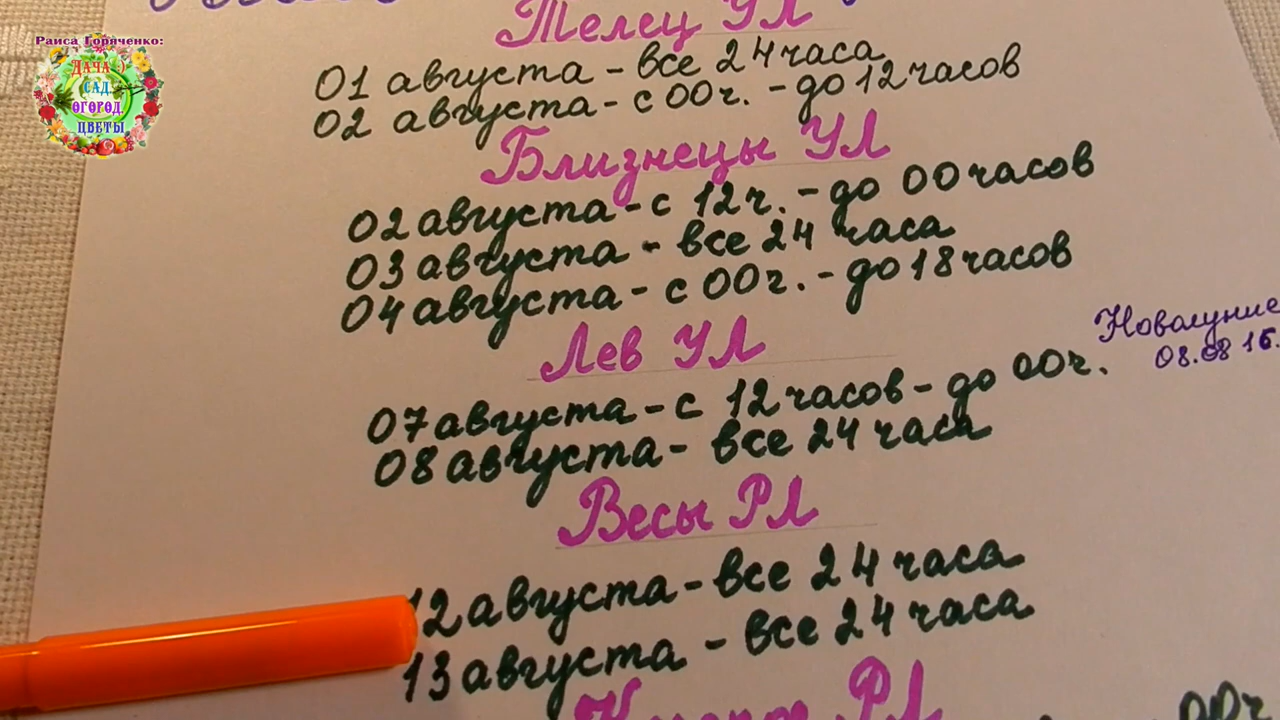 Раиса Горяченко:
ДАЧА
САД
ОГОРОД
ЦВЕТЫ
Телец УЛ
01 августа - все 24 часа
02 августа - с 00ч. - до 12 часов
Близнецы УЛ
02 августа - с 12ч. - до 00 часов
03 августа - все 24 часа
04 августа - с 00ч. - до 18 часов
Лев УЛ
Новолуние
08.08 16.
07 августа - с 12 часов - до 00ч.
08 августа - все 24 часа
Весы РЛ
12 августа - все 24 часа
13 августа - все 24 часа
РЛ
00ч